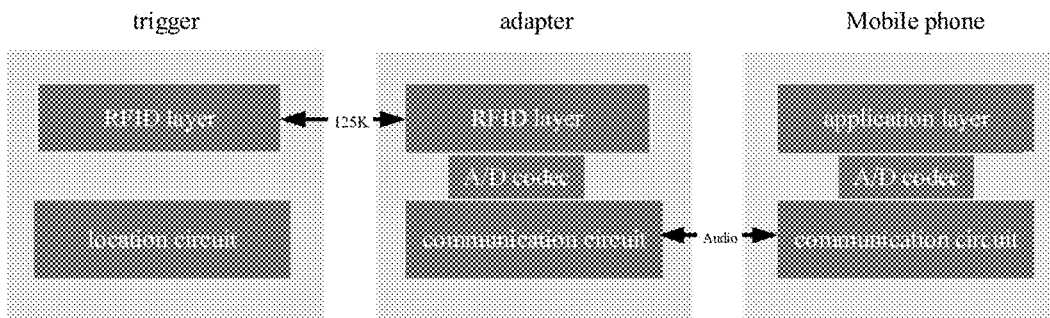 trigger adapter Mobile phone
RFID layer 125K RFID layer application layer
A/D codec A/D codec
location circuit communication circuit Audio communication circuit